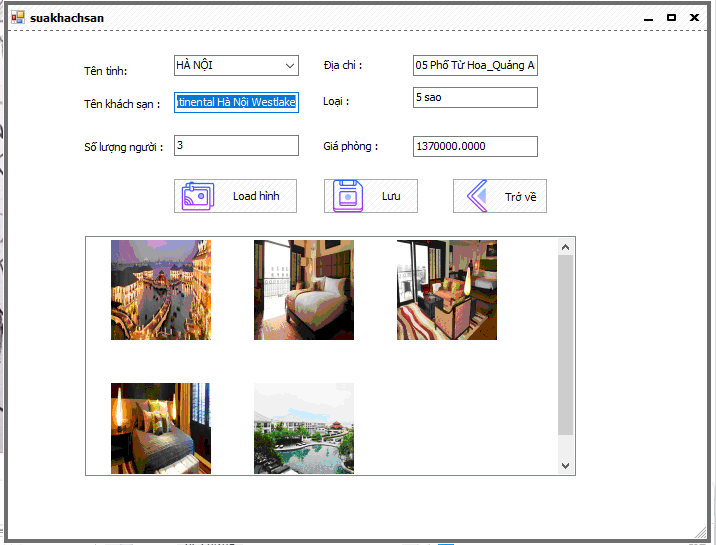 suakhachsan
Tên tỉnh: HÀ NỘI Địa chỉ : 05 Phố Từ Hoa_Quảng A
Tên khách sạn : tinental Hà Nội Westlake Loại : 5 sao
Số lượng người : 3 Giá phòng : 1370000.0000
Load hình Lưu Trở về